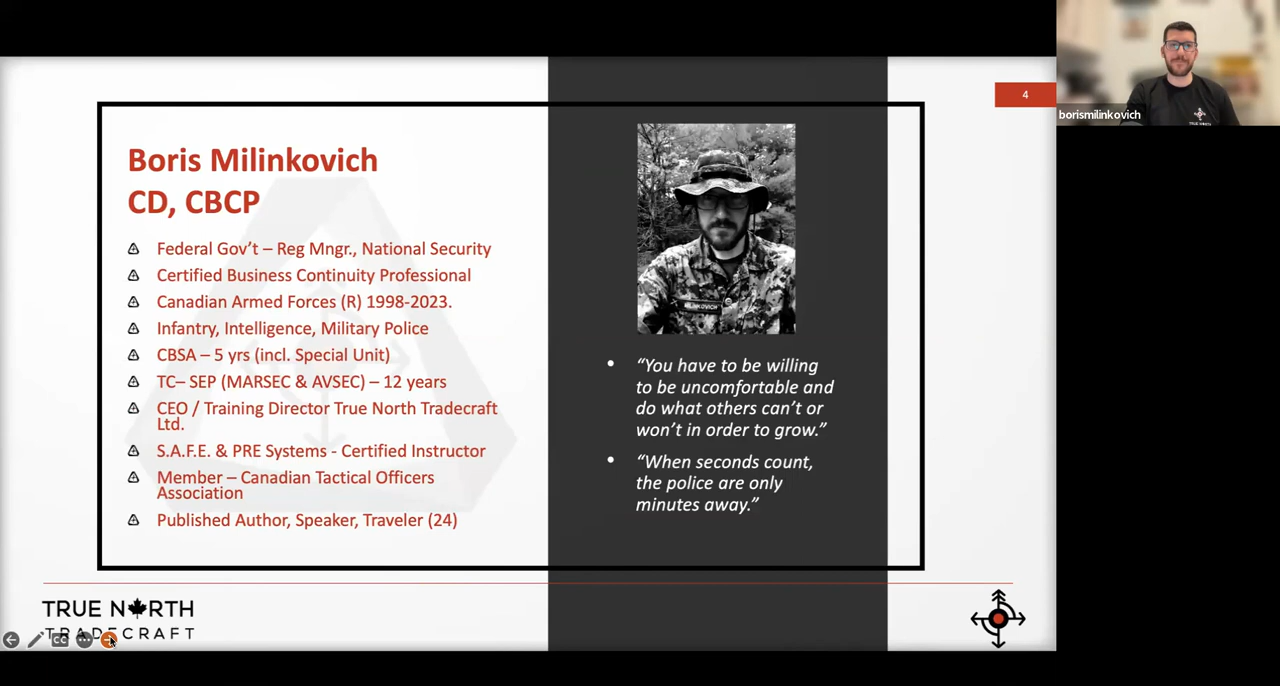 borismilinkovich
4
Boris Milinkovich
CD, CBCP
Federal Gov’t – Reg Mngr., National Security
Certified Business Continuity Professional
Canadian Armed Forces (R) 1998-2023.
Infantry, Intelligence, Military Police
CBSA – 5 yrs (incl. Special Unit)
TC– SEP (MARSEC & AVSEC) – 12 years
CEO / Training Director True North Tradecraft
Ltd.
S.A.F.E. & PRE Systems - Certified Instructor
Member – Canadian Tactical Officers
Association
Published Author, Speaker, Traveler (24)
MILINKOVICH
“You have to be willing
to be uncomfortable and
do what others can’t or
won’t in order to grow.”
“When seconds count,
the police are only
minutes away.”
TRUE NORTH
TRADECRAFT
CC
TRUE NORTH